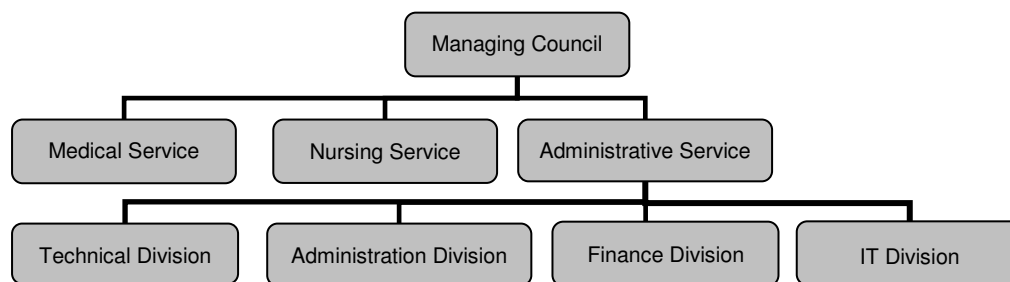 Managing Council
Medical Service
Nursing Service
Administrative Service
Technical Division
Administration Division
Finance Division
IT Division